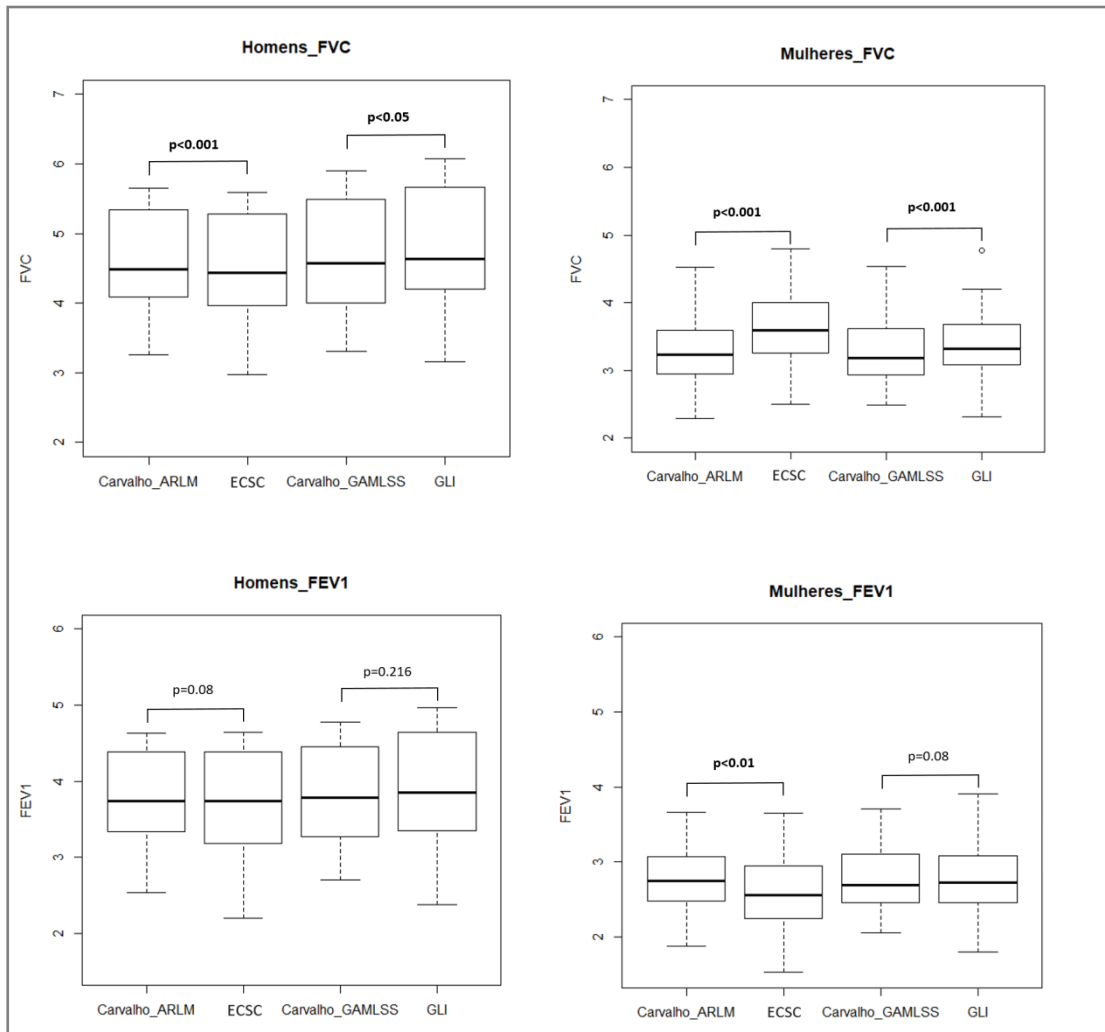 Homens_FVC
7
6
5
4
3
2
FVC
p<0.001
p<0.05
Carvalho_ARLM
ECSC
Carvalho_GAMLSS
GLI
Mulheres_FVC
7
6
5
4
3
2
FVC
p<0.001
p<0.001
Carvalho_ARLM
ECSC
Carvalho_GAMLSS
GLI
Homens_FEV1
6
5
4
3
2
FEV1
p=0.08
p=0.216
Carvalho_ARLM
ECSC
Carvalho_GAMLSS
GLI
Mulheres_FEV1
6
5
4
3
2
FEV1
p<0.01
p=0.08
Carvalho_ARLM
ECSC
Carvalho_GAMLSS
GLI